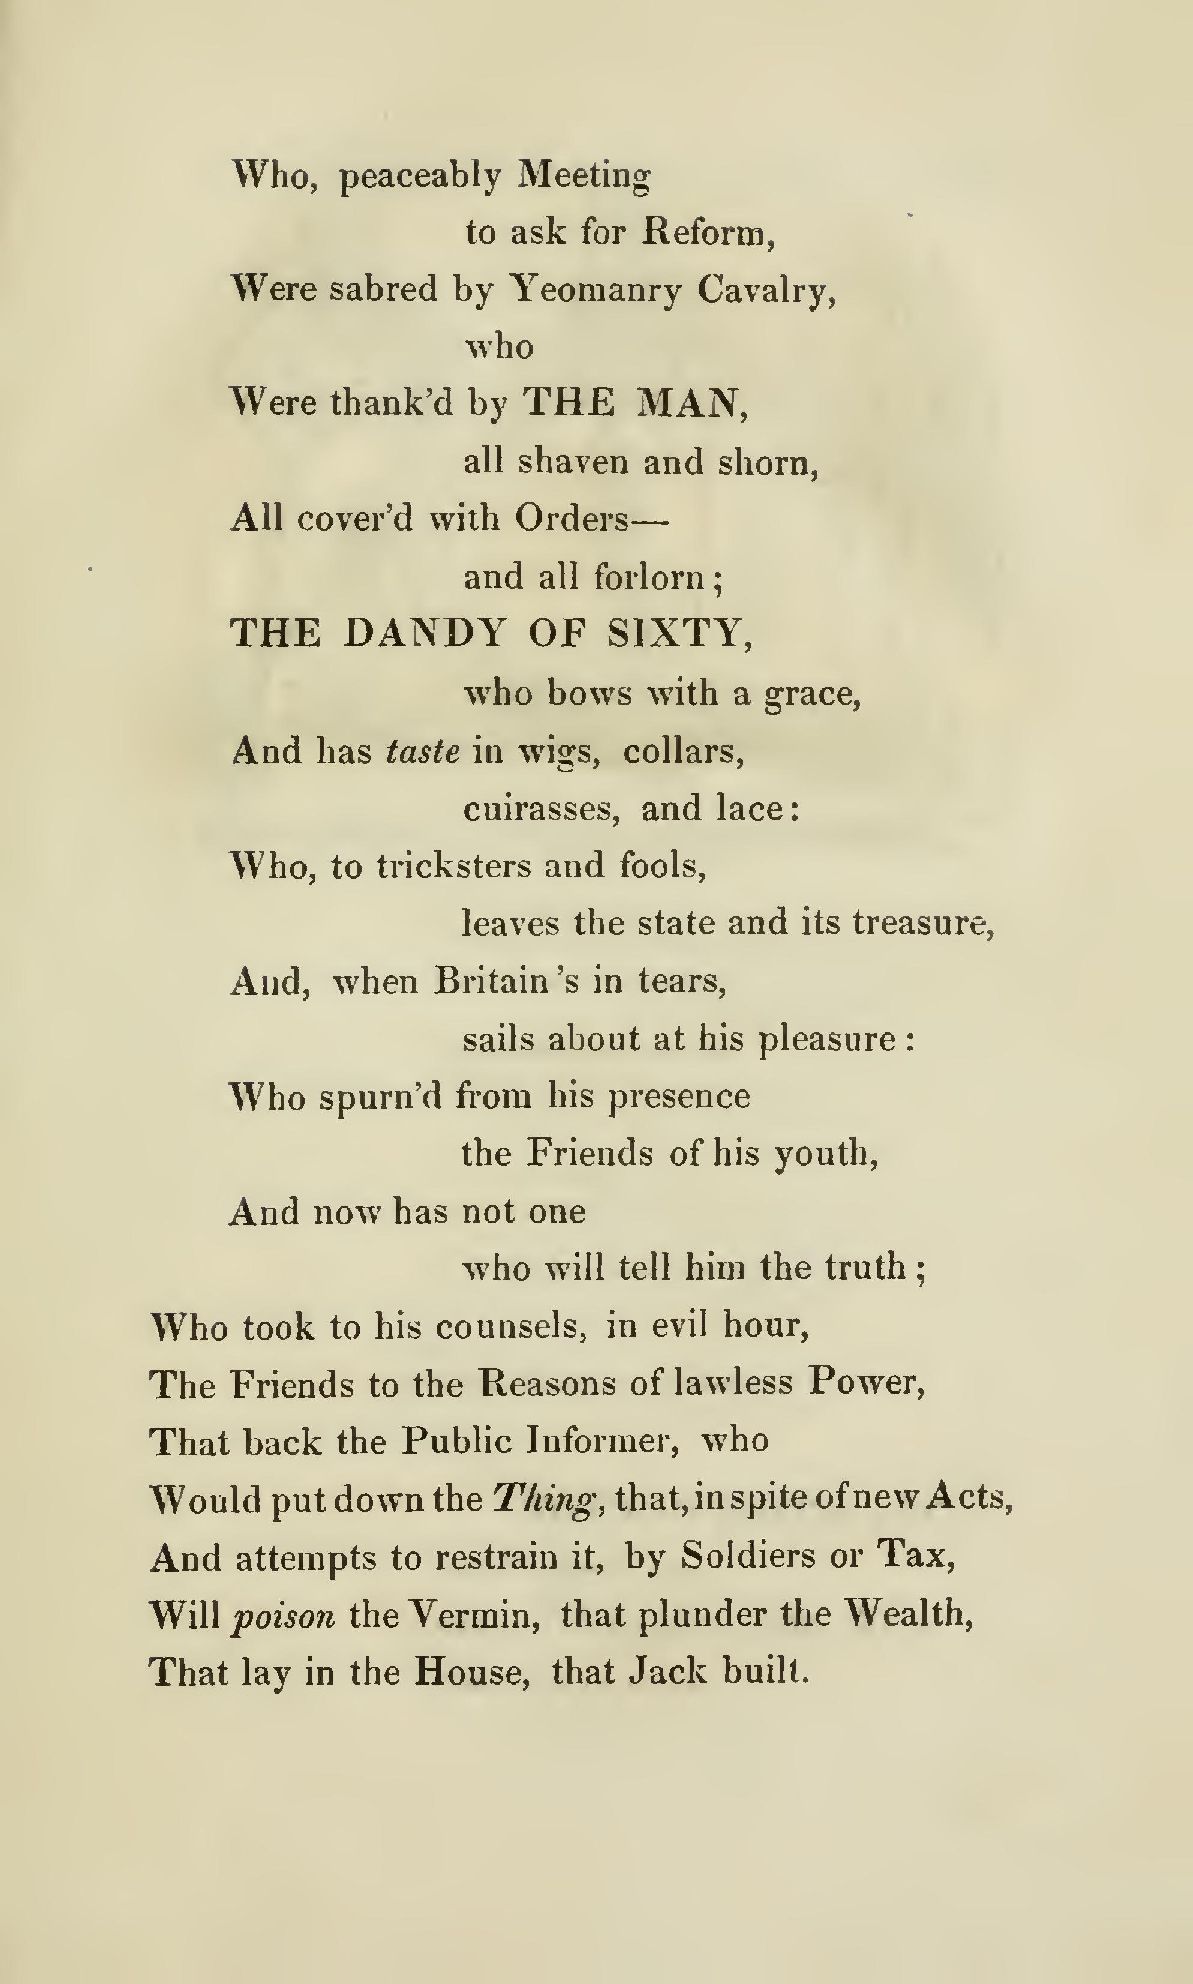 Who, peaceably Meeting
to ask for Reform,
Were sabred by Yeomanry Cavalry,
who
Were thank'd by THE MAN,
all shaven and shorn,
All cover'd with Orders—
and all forlorn;
THE DANDY OF SIXTY,
who bows with a grace,
And has taste in wigs, collars,
cuirasses, and lace:
Who, to tricksters and fools,
leaves the state and its treasure,
And, when Britain's in tears,
sails about at his pleasure:
Who spurn'd from his presence
the Friends of his youth,
And now has not one
who will tell him the truth;
Who took to his counsels, in evil hour,
The Friends to the Reasons of lawless Power,
That back the Public Informer, who
Would put down the Thing, that, in spite of new Acts,
And attempts to restrain it, by Soldiers or Tax,
Will poison the Vermin, that plunder the Wealth,
That lay in the House, that Jack built.